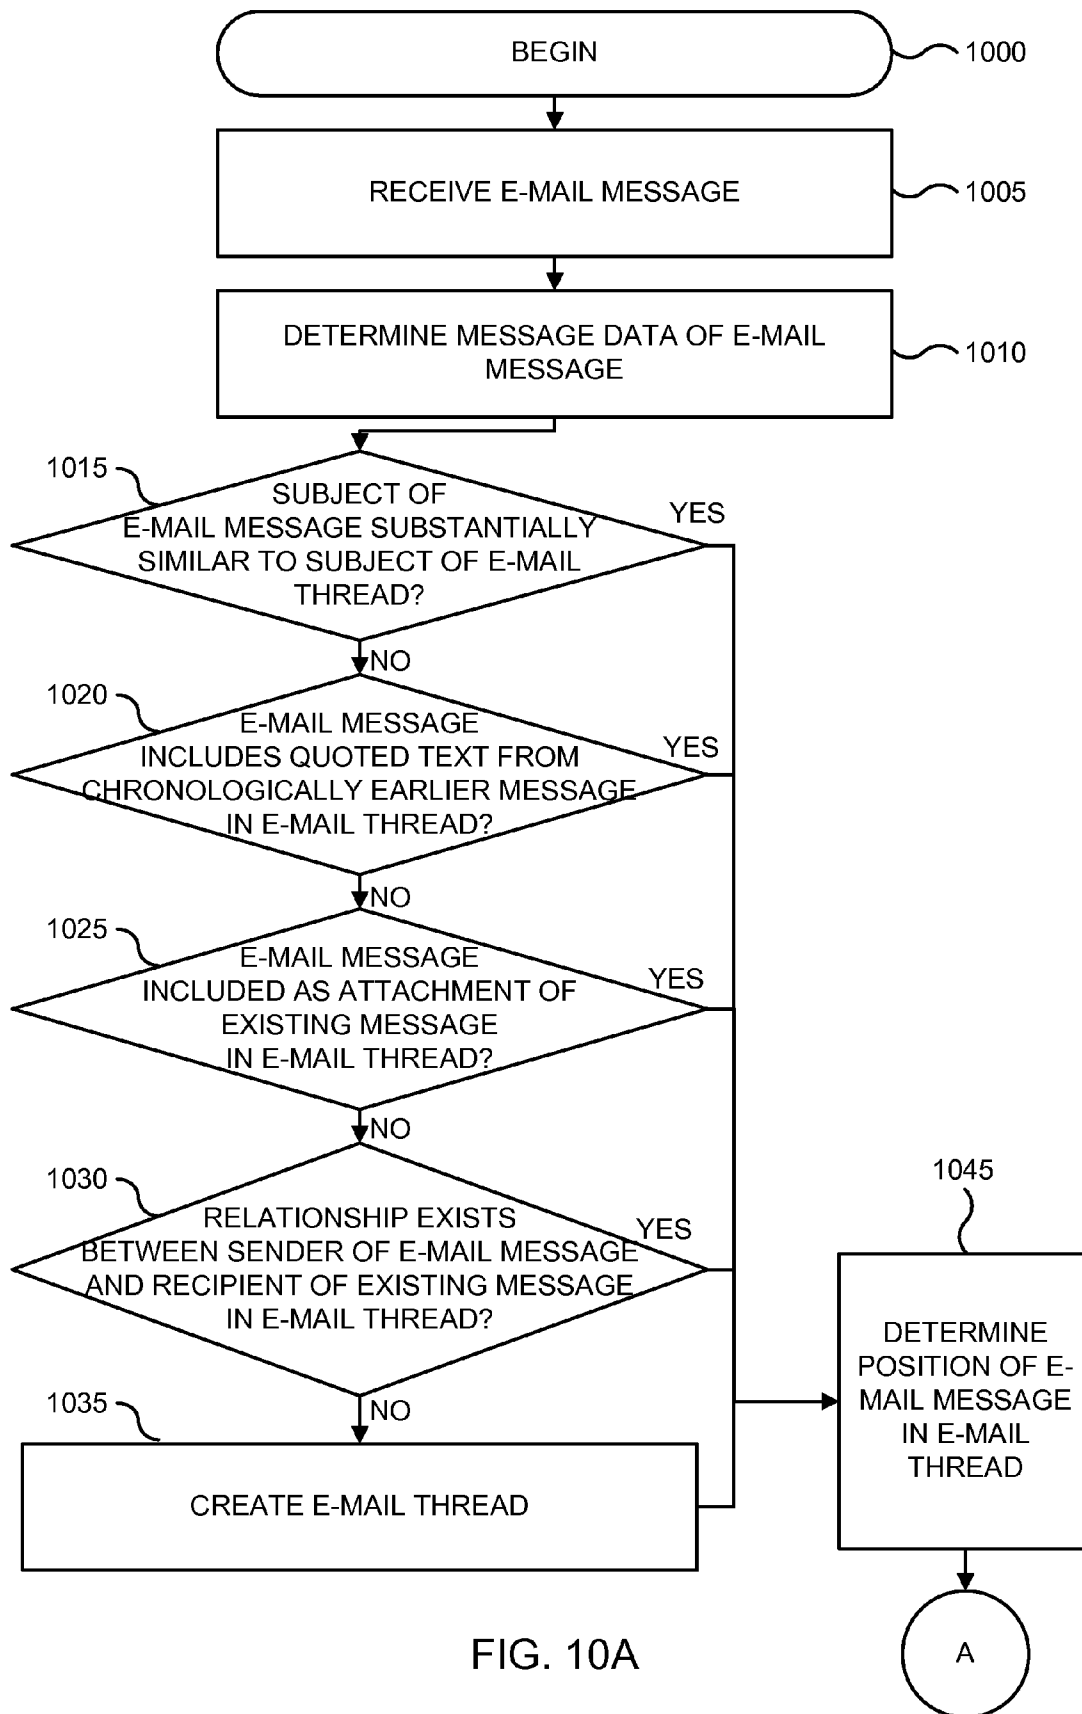 BEGIN
1000
RECEIVE E-MAIL MESSAGE
1005
DETERMINE MESSAGE DATA OF E-MAIL
MESSAGE
1010
1015
SUBJECT OF
E-MAIL MESSAGE SUBSTANTIALLY
SIMILAR TO SUBJECT OF E-MAIL
THREAD?
YES
NO
1020
E-MAIL MESSAGE
INCLUDES QUOTED TEXT FROM
CHRONOLOGICALLY EARLIER MESSAGE
IN E-MAIL THREAD?
YES
NO
1025
E-MAIL MESSAGE
INCLUDED AS ATTACHMENT OF
EXISTING MESSAGE
IN E-MAIL THREAD?
YES
NO
1030
RELATIONSHIP EXISTS
BETWEEN SENDER OF E-MAIL MESSAGE
AND RECIPIENT OF EXISTING MESSAGE
IN E-MAIL THREAD?
YES
NO
1035
CREATE E-MAIL THREAD
1045
DETERMINE
POSITION OF E-
MAIL MESSAGE
IN E-MAIL
THREAD
A
FIG. 10A